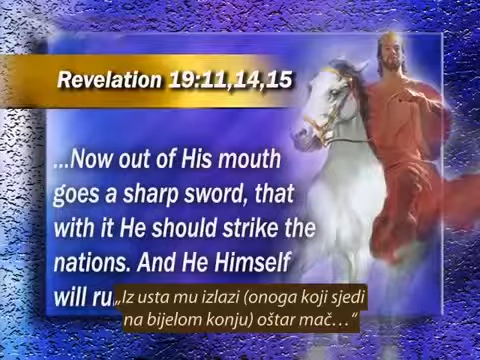 Revelation 19:11,14,15
...Now out of His mouth
goes a sharp sword, that
with it He should strike the
nations. And He Himself
will
„Iz usta mu izlazi (onoga koji sjedi
na bijelom konju) oštar mač...“